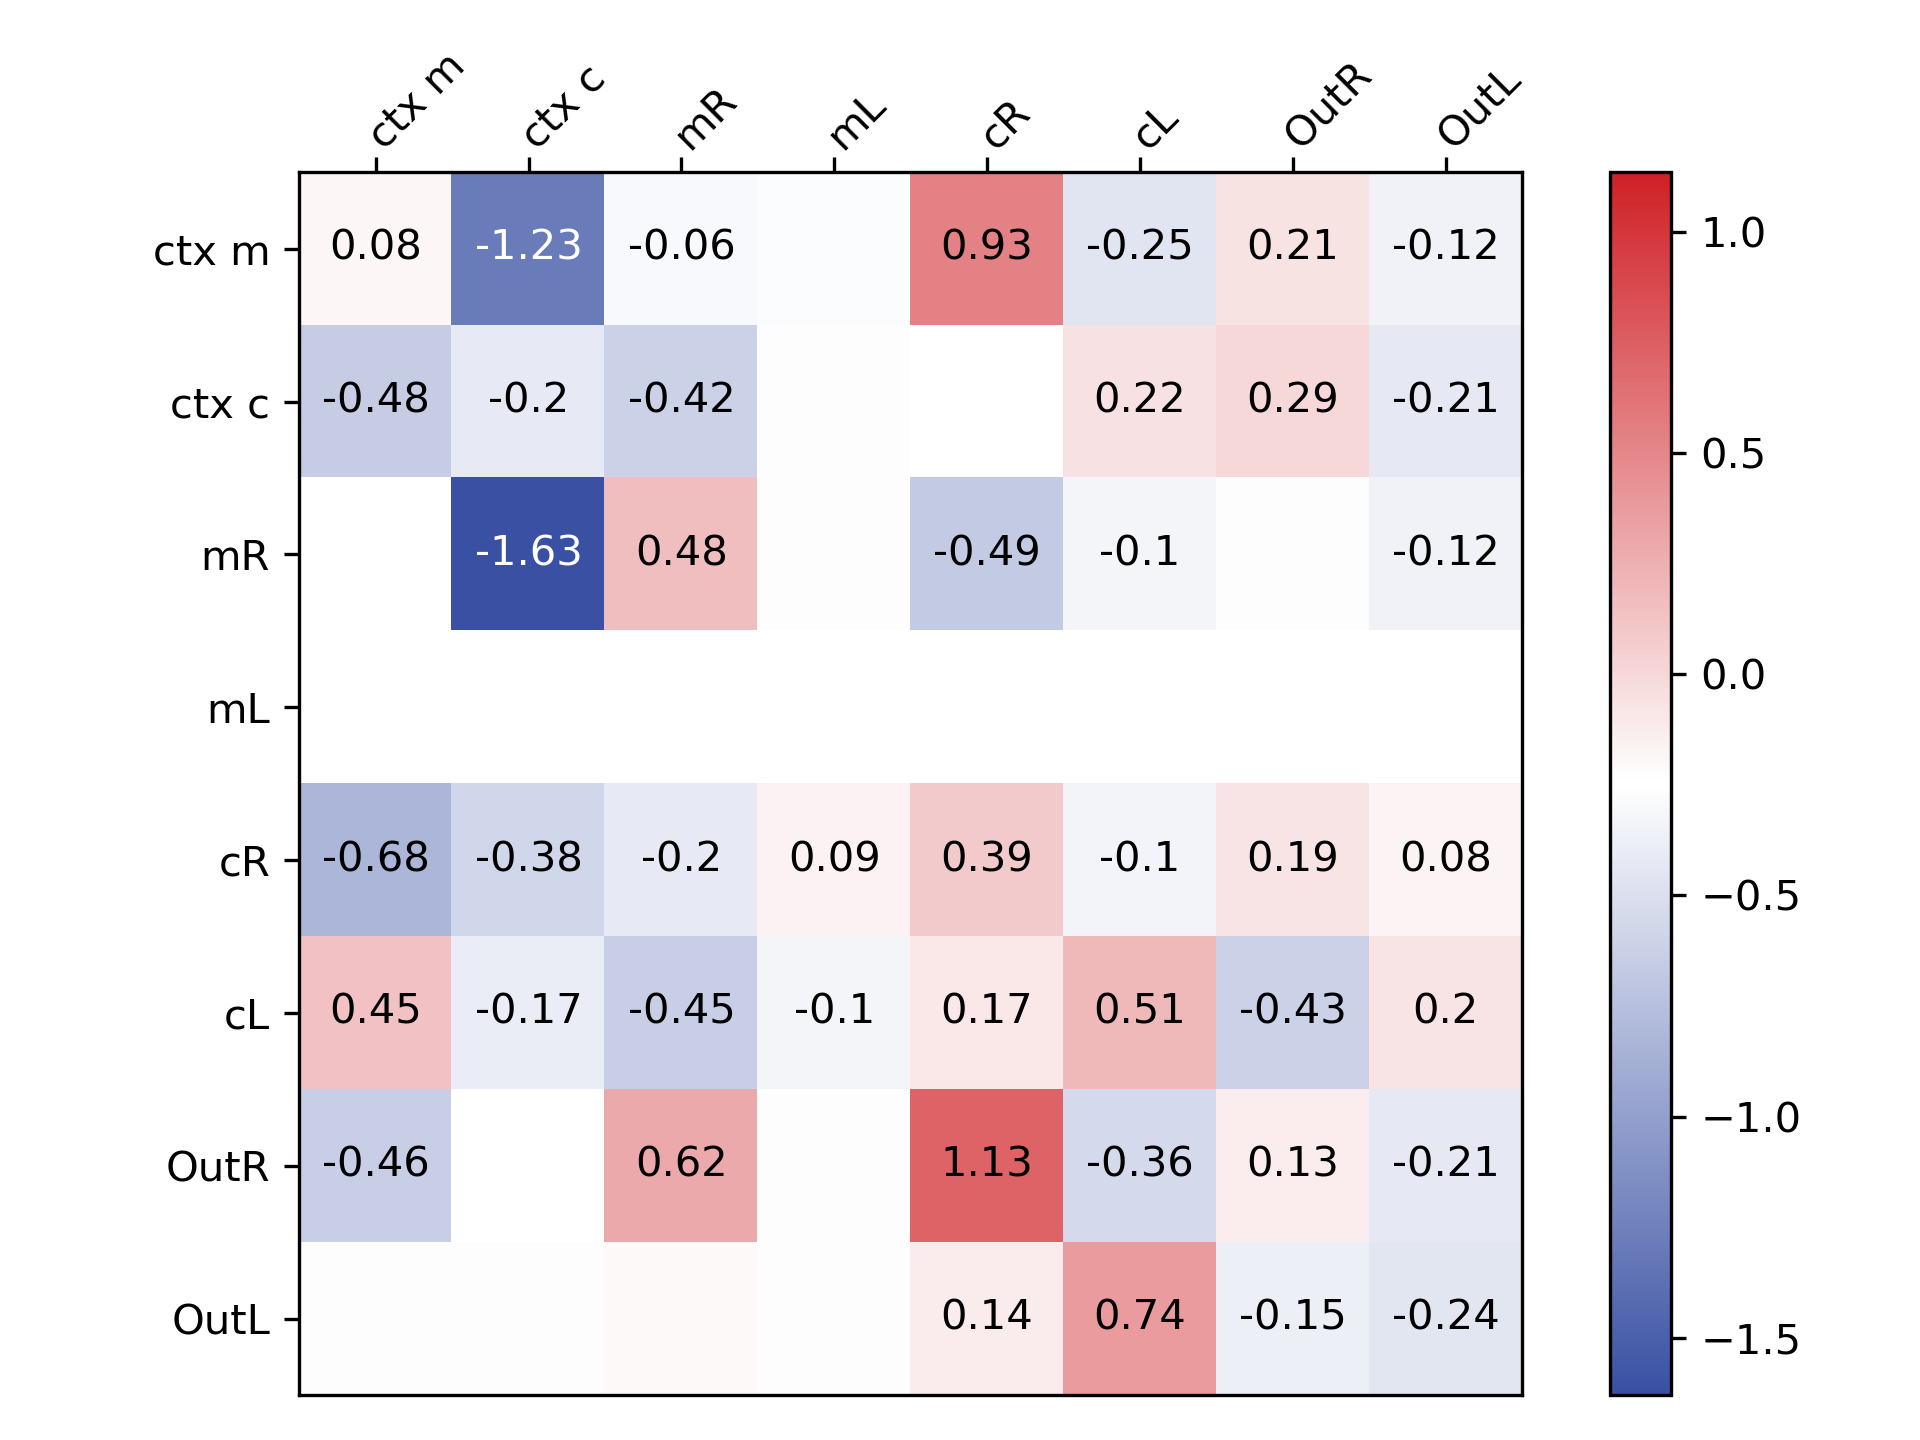 ctx m ctx c mR mL cR cL OutR OutL
ctx m 0.08 -1.23 -0.06 0.93 -0.25 0.21 -0.12
ctx c -0.48 -0.2 -0.42 0.22 0.29 -0.21
mR -1.63 0.48 -0.49 -0.1 -0.12
mL
cR -0.68 -0.38 -0.2 0.09 0.39 -0.1 0.19 0.08
cL 0.45 -0.17 -0.45 -0.1 0.17 0.51 -0.43 0.2
OutR -0.46 0.62 1.13 -0.36 0.13 -0.21
OutL 0.14 0.74 -0.15 -0.24
1.0
0.5
0.0
−0.5
−1.0
−1.5